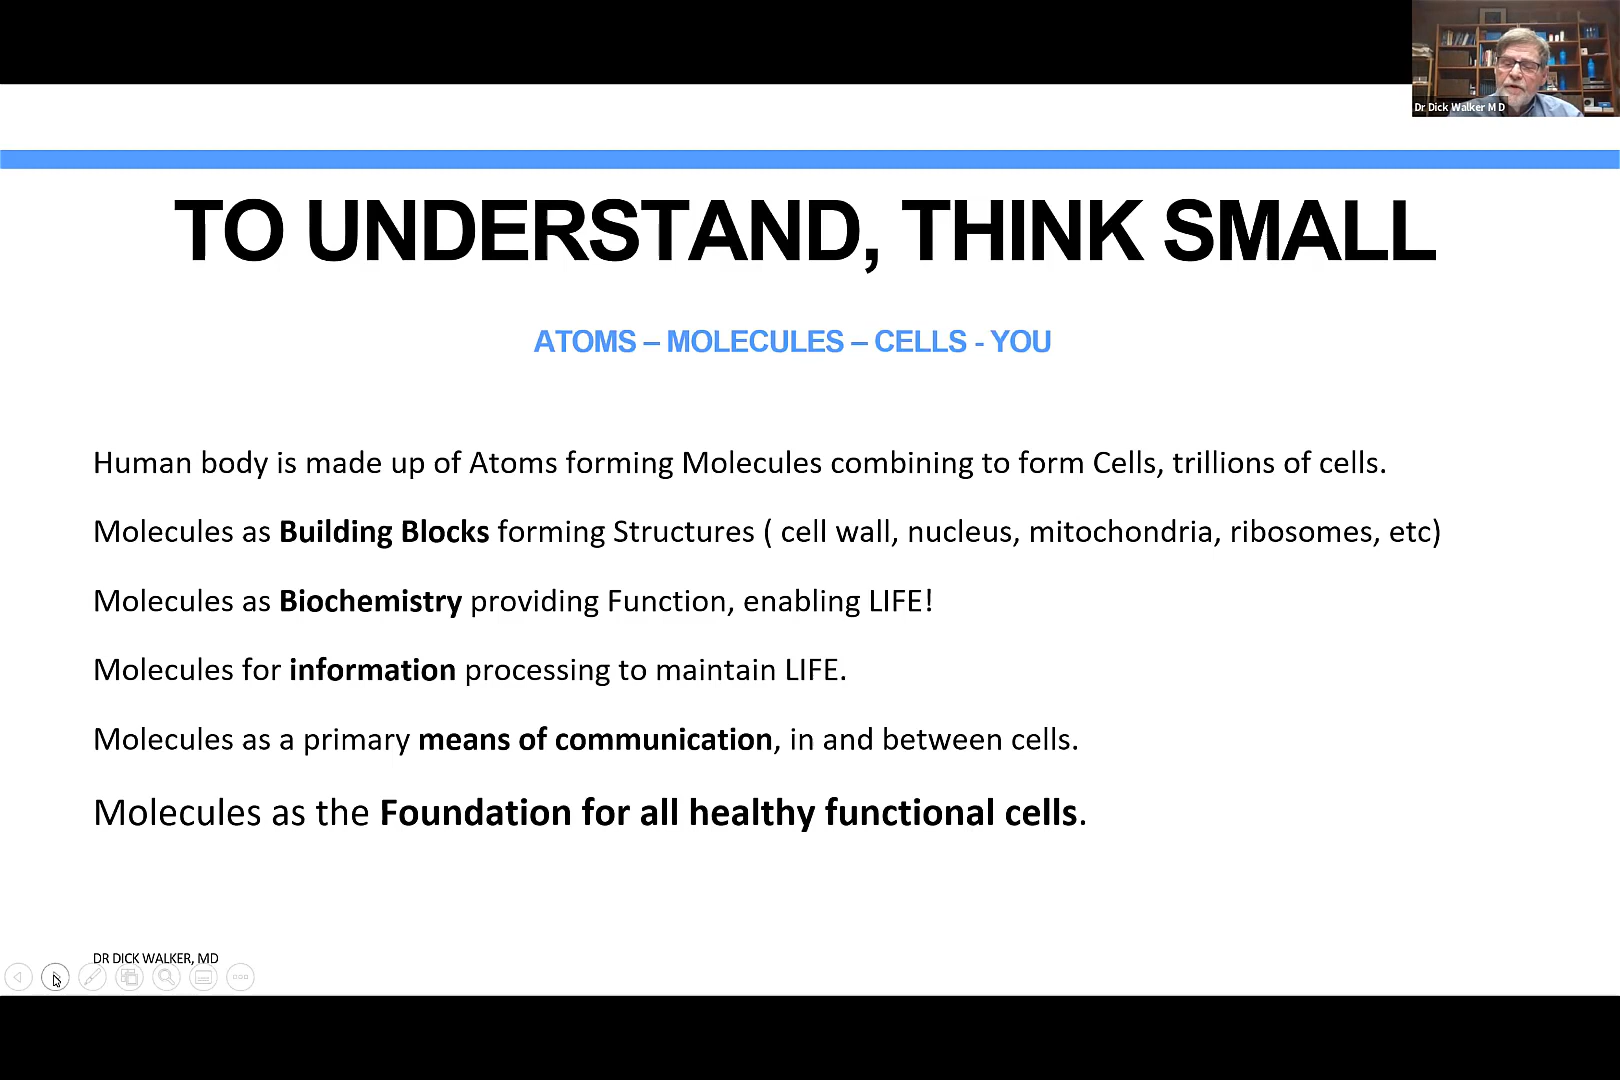 Dr Dick Walker M D
TO UNDERSTAND, THINK SMALL
ATOMS – MOLECULES – CELLS - YOU
Human body is made up of Atoms forming Molecules combining to form Cells, trillions of cells.
Molecules as Building Blocks forming Structures ( cell wall, nucleus, mitochondria, ribosomes, etc)
Molecules as Biochemistry providing Function, enabling LIFE!
Molecules for information processing to maintain LIFE.
Molecules as a primary means of communication, in and between cells.
Molecules as the Foundation for all healthy functional cells.
DR DICK WALKER, MD